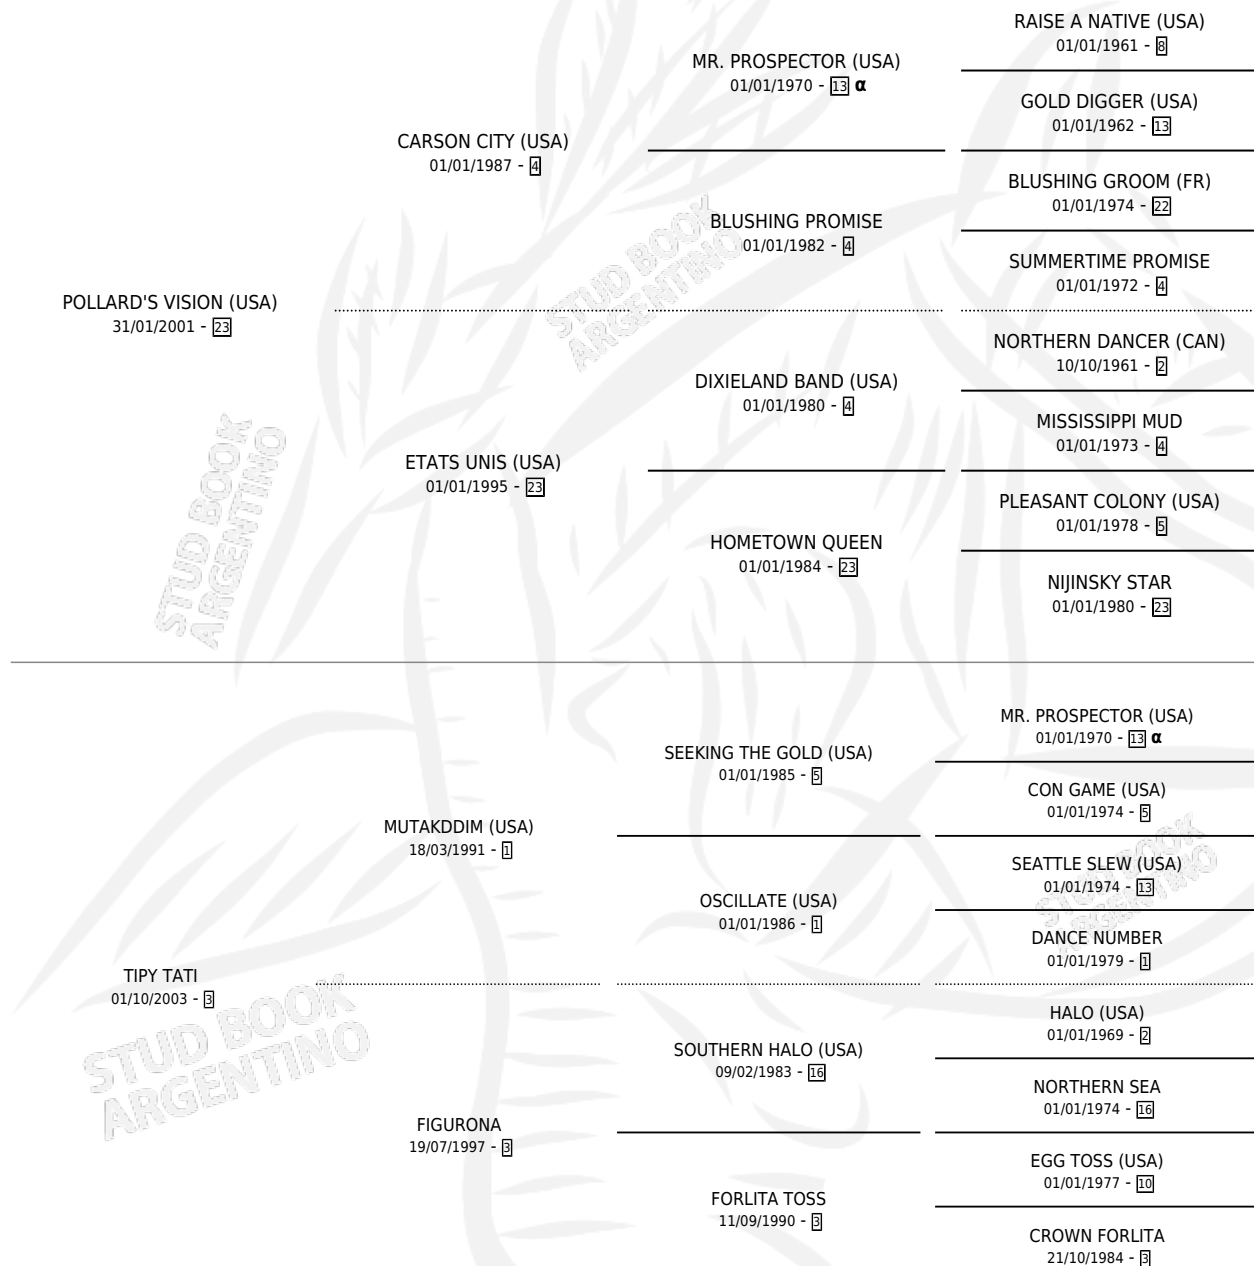 RAISE A NATIVE (USA)
01/01/1961 - 8
MR. PROSPECTOR (USA)
01/01/1970 - 13 α
GOLD DIGGER (USA)
01/01/1962 - 13
CARSON CITY (USA)
01/01/1987 - 4
BLUSHING GROOM (FR)
01/01/1974 - 22
BLUSHING PROMISE
01/01/1982 - 4
SUMMERTIME PROMISE
01/01/1972 - 4
POLLARD'S VISION (USA)
31/01/2001 - 23
STUD BOOK
ARGENTINO
NORTHERN DANCER (CAN)
10/10/1961 - 2
DIXIELAND BAND (USA)
01/01/1980 - 4
MISSISSIPPI MUD
01/01/1973 - 4
ETATS UNIS (USA)
01/01/1995 - 23
PLEASANT COLONY (USA)
01/01/1978 - 5
HOMETOWN QUEEN
01/01/1984 - 23
NIJINSKY STAR
01/01/1980 - 23
STUD BOOK
ARGENTINO
MR. PROSPECTOR (USA)
01/01/1970 - 13 α
SEEKING THE GOLD (USA)
01/01/1985 - 5
CON GAME (USA)
01/01/1974 - 5
MUTAKDDIM (USA)
18/03/1991 - 1
SEATTLE SLEW (USA)
01/01/1974 - 13
STUD BOOK
ARGENTINO
OSCILLATE (USA)
01/01/1986 - 1
DANCE NUMBER
01/01/1979 - 1
TIPY TATI
01/10/2003 - 3
STUD BOOK
ARGENTINO
HALO (USA)
01/01/1969 - 2
SOUTHERN HALO (USA)
09/02/1983 - 16
NORTHERN SEA
01/01/1974 - 16
FIGURONA
19/07/1997 - 3
EGG TOSS (USA)
01/01/1977 - 10
FORLITA TOSS
11/09/1990 - 3
CROWN FORLITA
21/10/1984 - 3